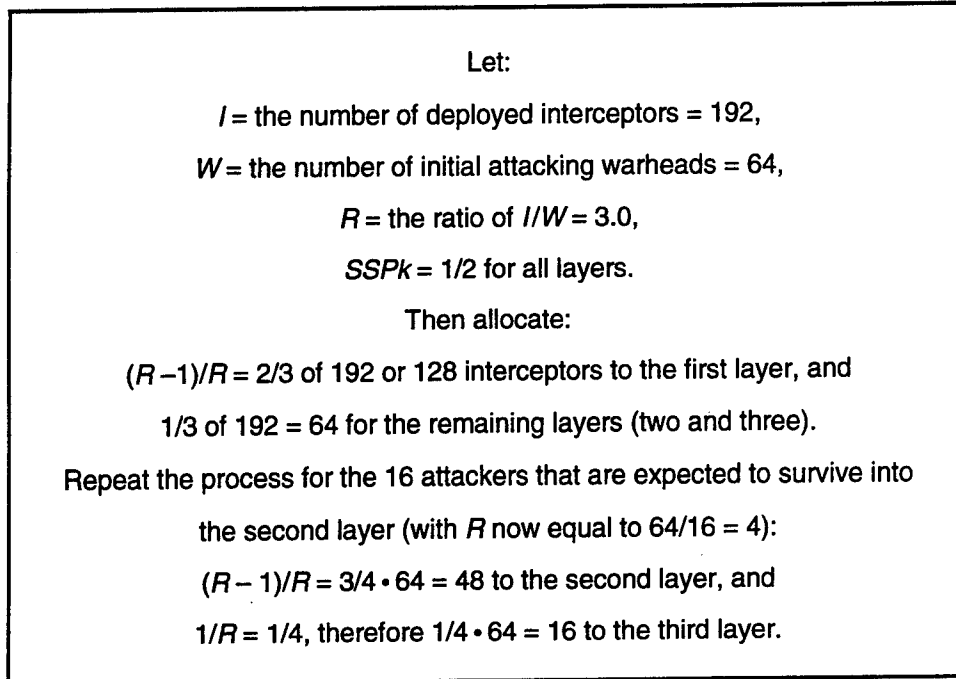 Let:
I = the number of deployed interceptors = 192,
W = the number of initial attacking warheads = 64,
R = the ratio of I/W = 3.0,
SSPk = 1/2 for all layers.
Then allocate:
(R –1)/R = 2/3 of 192 or 128 interceptors to the first layer, and
1/3 of 192 = 64 for the remaining layers (two and three).
Repeat the process for the 16 attackers that are expected to survive into
the second layer (with R now equal to 64/16 = 4):
(R – 1)/R = 3/4 • 64 = 48 to the second layer, and
1/R = 1/4, therefore 1/4 • 64 = 16 to the third layer.